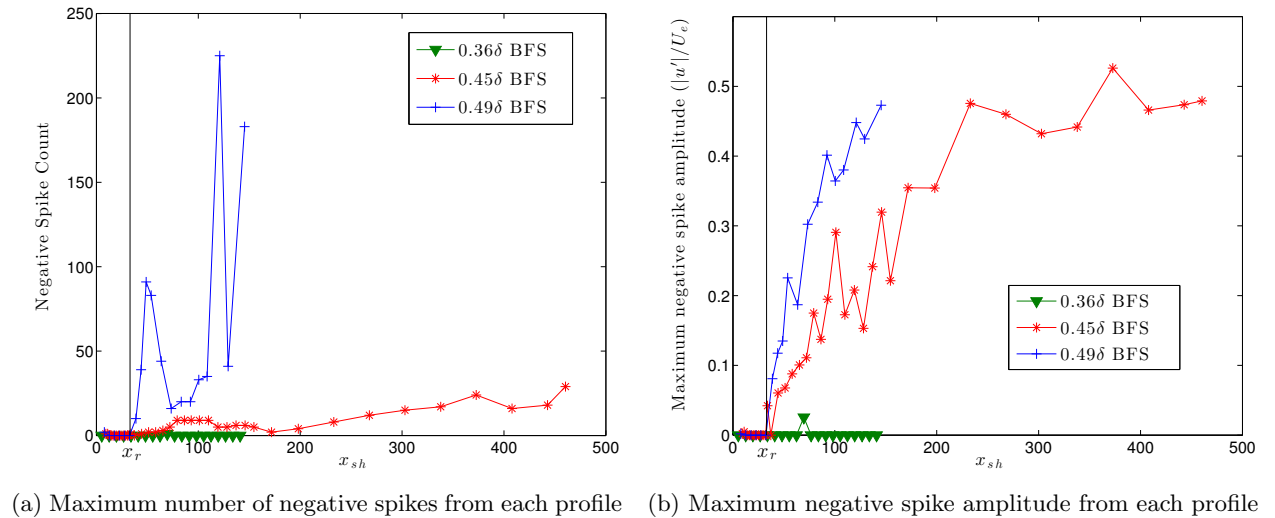 250
200
150
100
50
0
Negative Spike Count
0.36δ BFS
0.45δ BFS
0.49δ BFS
0 100 200 300 400 500
x_r
x_sh
(a) Maximum number of negative spikes from each profile
0.5
0.4
0.3
0.2
0.1
0
Maximum negative spike amplitude (|u'|/U_e)
0.36δ BFS
0.45δ BFS
0.49δ BFS
0 100 200 300 400 500
x_r
x_sh
(b) Maximum negative spike amplitude from each profile